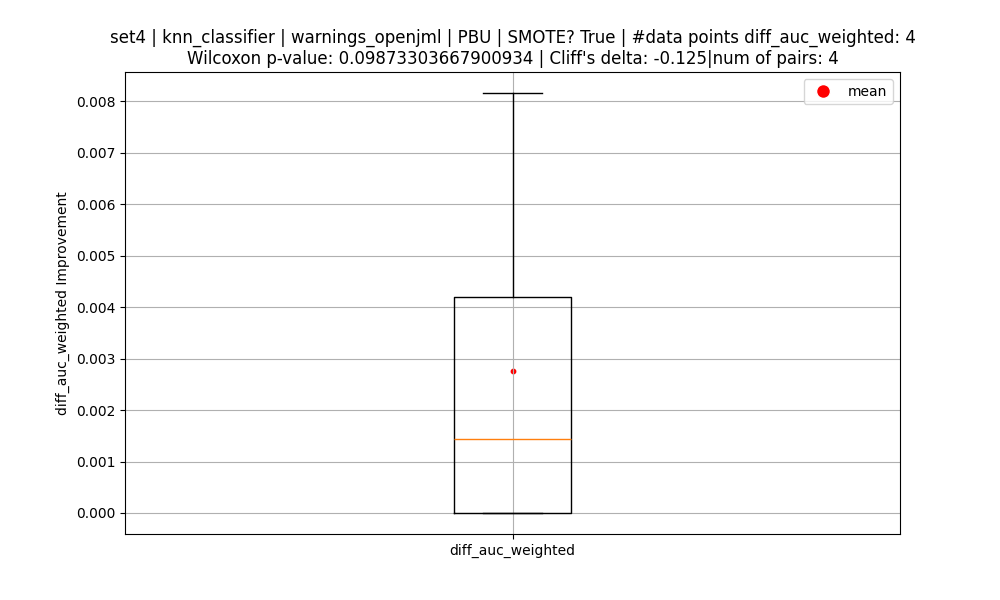 set4 | knn_classifier | warnings_openjml | PBU | SMOTE? True | #data points diff_auc_weighted: 4
Wilcoxon p-value: 0.09873303667900934 | Cliff's delta: -0.125|num of pairs: 4
mean
0.008
0.007
0.006
0.005
0.004
0.003
0.002
0.001
0.000
diff_auc_weighted Improvement
diff_auc_weighted